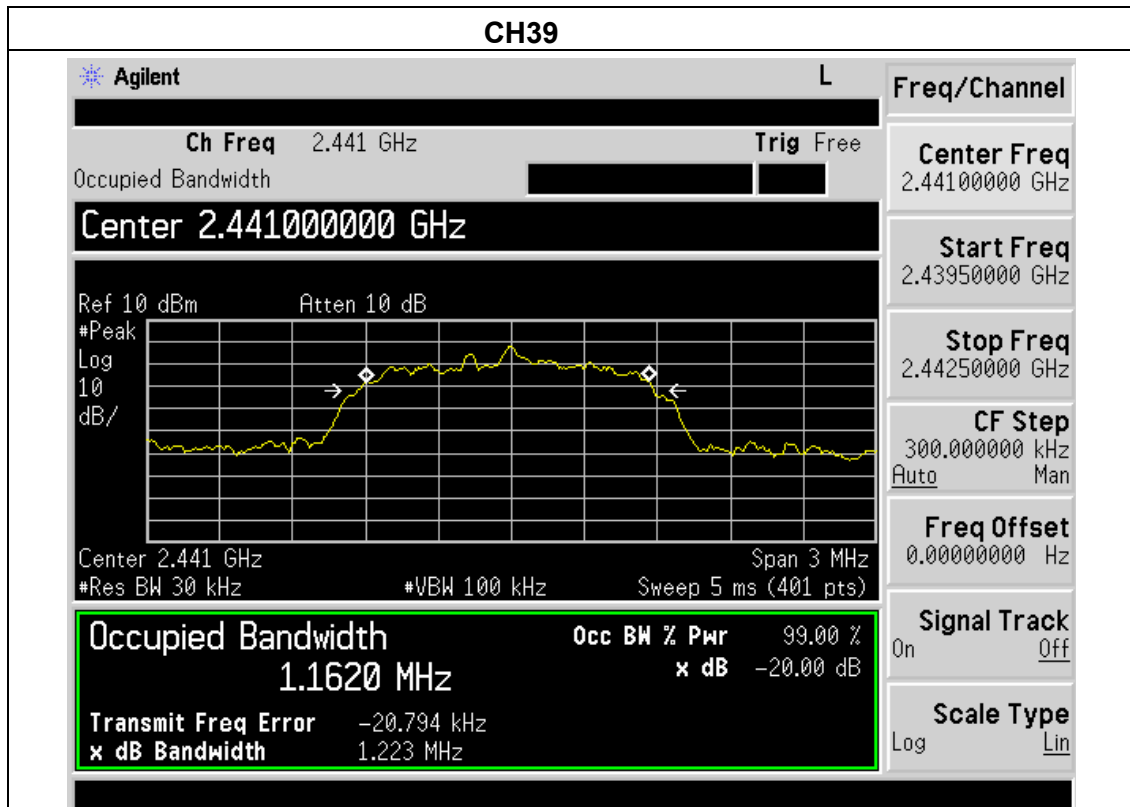 CH39
Agilent L
Ch Freq 2.441 GHz Trig Free
Occupied Bandwidth
Center 2.441000000 GHz
Ref 10 dBm Atten 10 dB
#Peak
Log
10
dB/
Center 2.441 GHz Span 3 MHz
#Res BW 30 kHz #VBW 100 kHz Sweep 5 ms (401 pts)
Occupied Bandwidth Occ BW % Pwr 99.00 %
1.1620 MHz x dB -20.00 dB
Transmit Freq Error -20.794 kHz
x dB Bandwidth 1.223 MHz
Freq/Channel
Center Freq
2.44100000 GHz
Start Freq
2.43950000 GHz
Stop Freq
2.44250000 GHz
CF Step
300.000000 kHz
Auto Man
Freq Offset
0.00000000 Hz
Signal Track
On Off
Scale Type
Log Lin